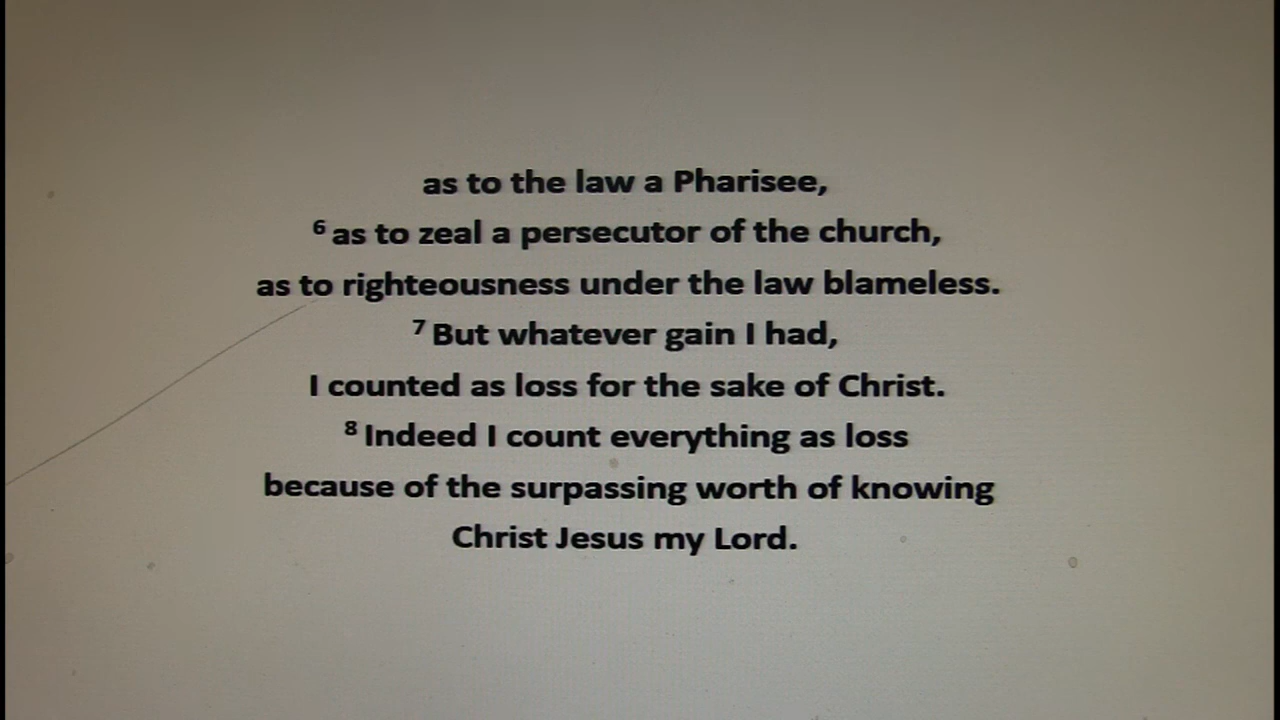 as to the law a Pharisee,
⁶ as to zeal a persecutor of the church,
as to righteousness under the law blameless.
⁷ But whatever gain I had,
I counted as loss for the sake of Christ.
⁸ Indeed I count everything as loss
because of the surpassing worth of knowing
Christ Jesus my Lord.